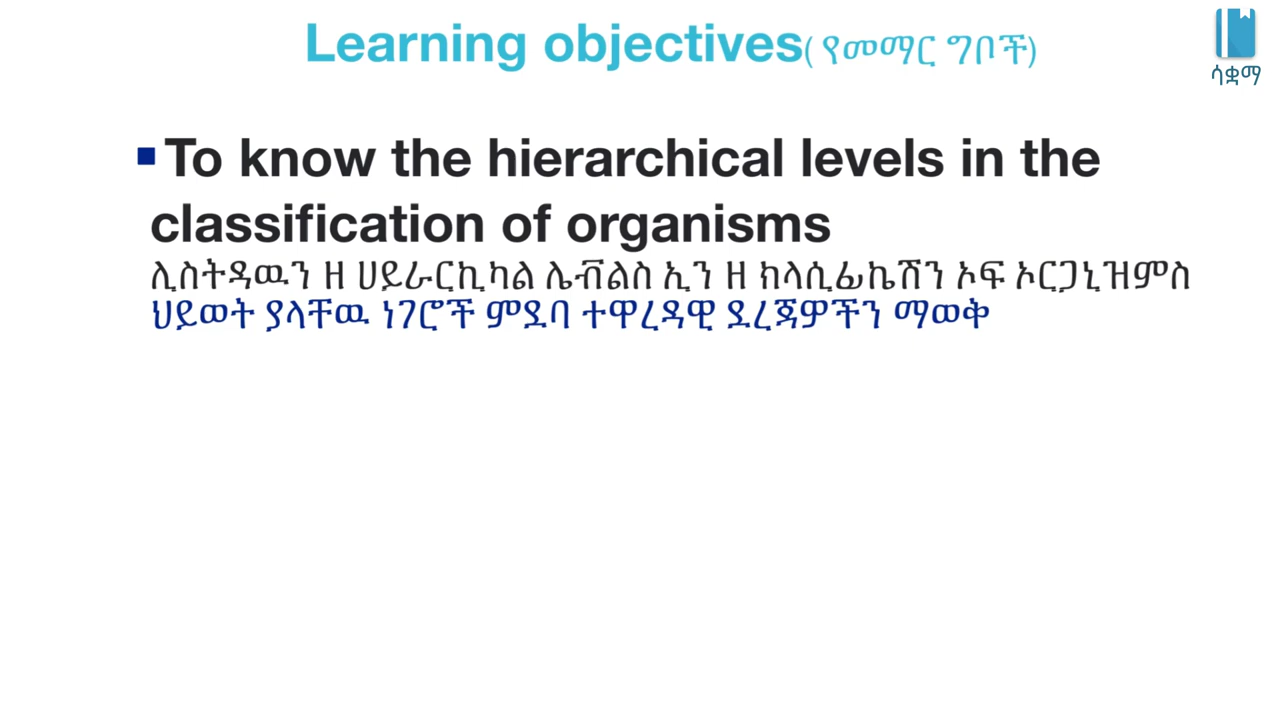 Learning objectives( የመማር ግቦች)
ሳቋማ
▪To know the hierarchical levels in the
classification of organisms
ሊስትዳዉን ዘ ሀይራርኪካል ሌቭልስ ኢን ዘ ክላሲፊኬሽን ኦፍ ኦርጋኒዝምስ
ህይወት ያላቸዉ ነገሮች ምደባ ተዋረዳዊ ደረጃዎችን ማወቅ